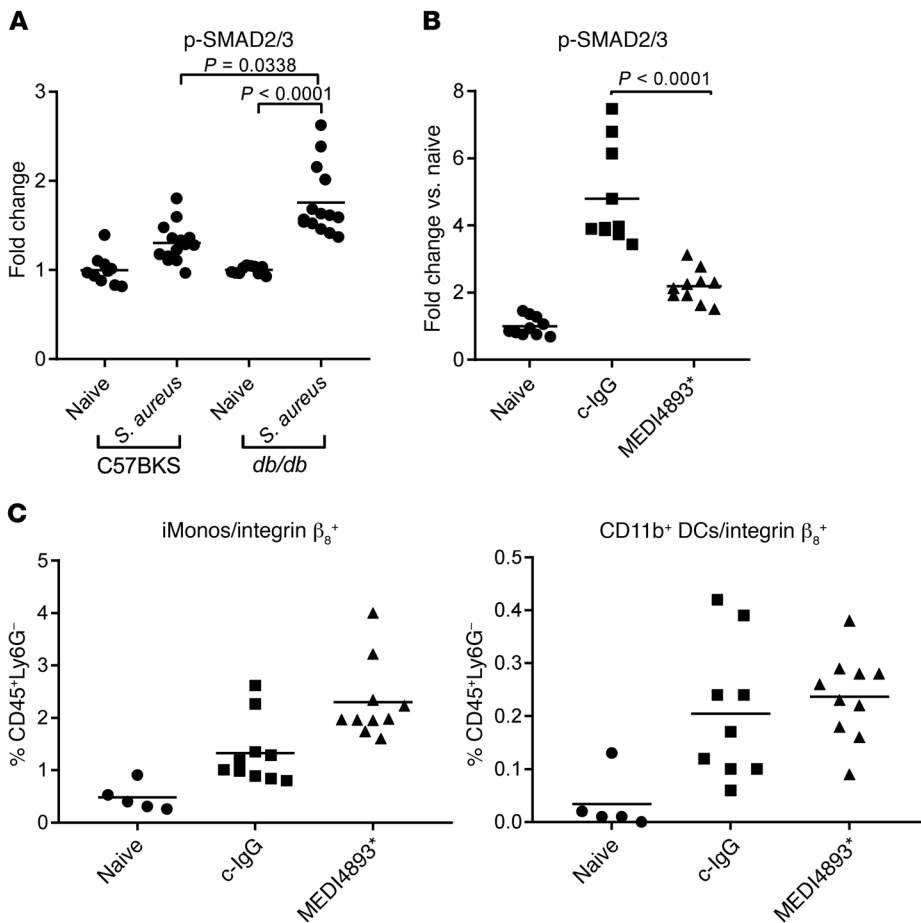 A
p-SMAD2/3
P = 0.0338
P < 0.0001
Fold change
3
2
1
0
Naive
S. aureus
Naive
S. aureus
C57BKS
db/db
B
p-SMAD2/3
P < 0.0001
Fold change vs. naive
8
6
4
2
0
Naive
c-IgG
MEDI4893*
C
iMonos/integrin β₈⁺
% CD45⁺Ly6G⁻
5
4
3
2
1
0
Naive
c-IgG
MEDI4893*
CD11b⁺ DCs/integrin β₈⁺
% CD45⁺Ly6G⁻
0.5
0.4
0.3
0.2
0.1
0.0
Naive
c-IgG
MEDI4893*